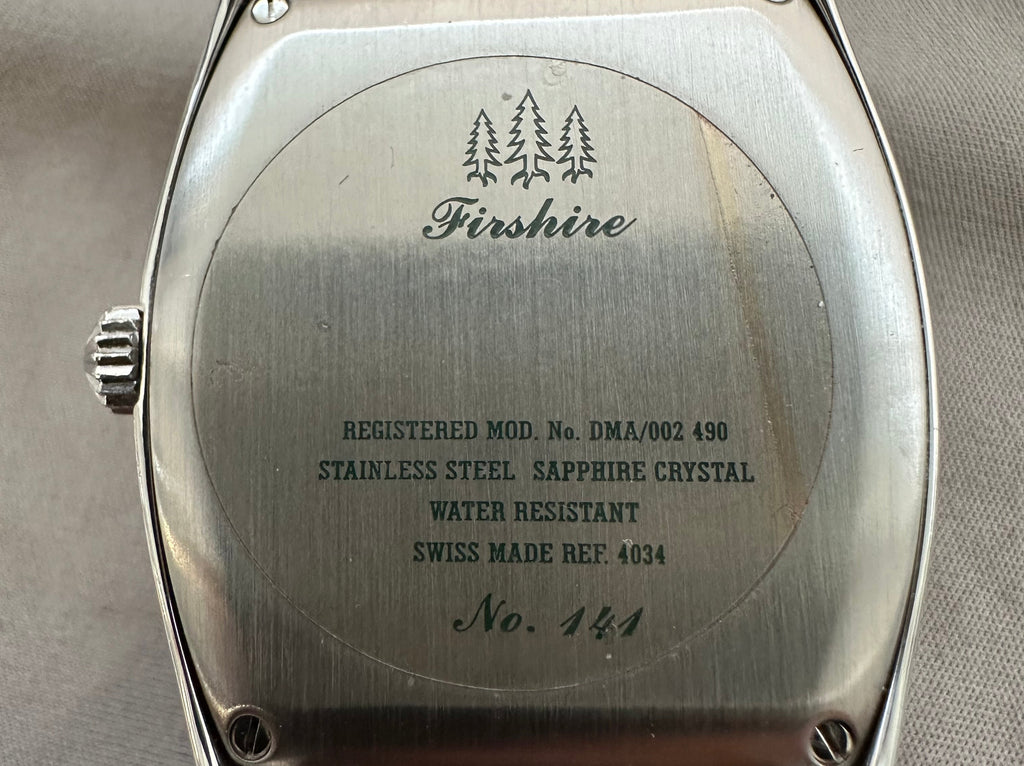 Firshire
REGISTERED MOD. No. DMA/002 490
STAINLESS STEEL SAPPHIRE CRYSTAL
WATER RESISTANT
SWISS MADE REF. 4034
No. 141